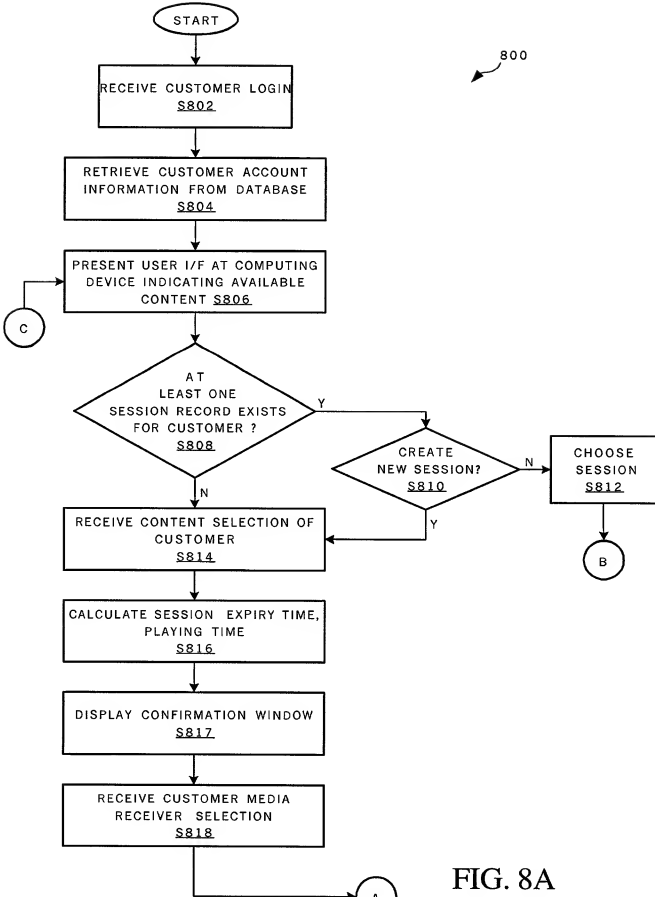 START
800
RECEIVE CUSTOMER LOGIN
S802
RETRIEVE CUSTOMER ACCOUNT
INFORMATION FROM DATABASE
S804
PRESENT USER I/F AT COMPUTING
DEVICE INDICATING AVAILABLE
CONTENT S806
C
AT
LEAST ONE
SESSION RECORD EXISTS
FOR CUSTOMER ?
S808
Y
N
CREATE
NEW SESSION?
S810
N
Y
CHOOSE
SESSION
S812
B
RECEIVE CONTENT SELECTION OF
CUSTOMER
S814
CALCULATE SESSION EXPIRY TIME,
PLAYING TIME
S816
DISPLAY CONFIRMATION WINDOW
S817
RECEIVE CUSTOMER MEDIA
RECEIVER SELECTION
S818
A
FIG. 8A